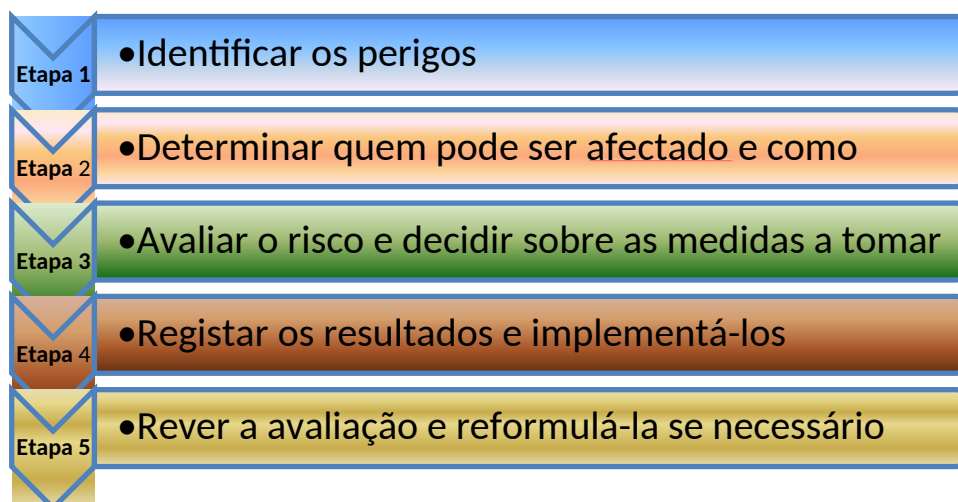 Etapa 1
•Identificar os perigos
Etapa 2
•Determinar quem pode ser afectado e como
Etapa 3
•Avaliar o risco e decidir sobre as medidas a tomar
Etapa 4
•Registar os resultados e implementá-los
Etapa 5
•Rever a avaliação e reformulá-la se necessário